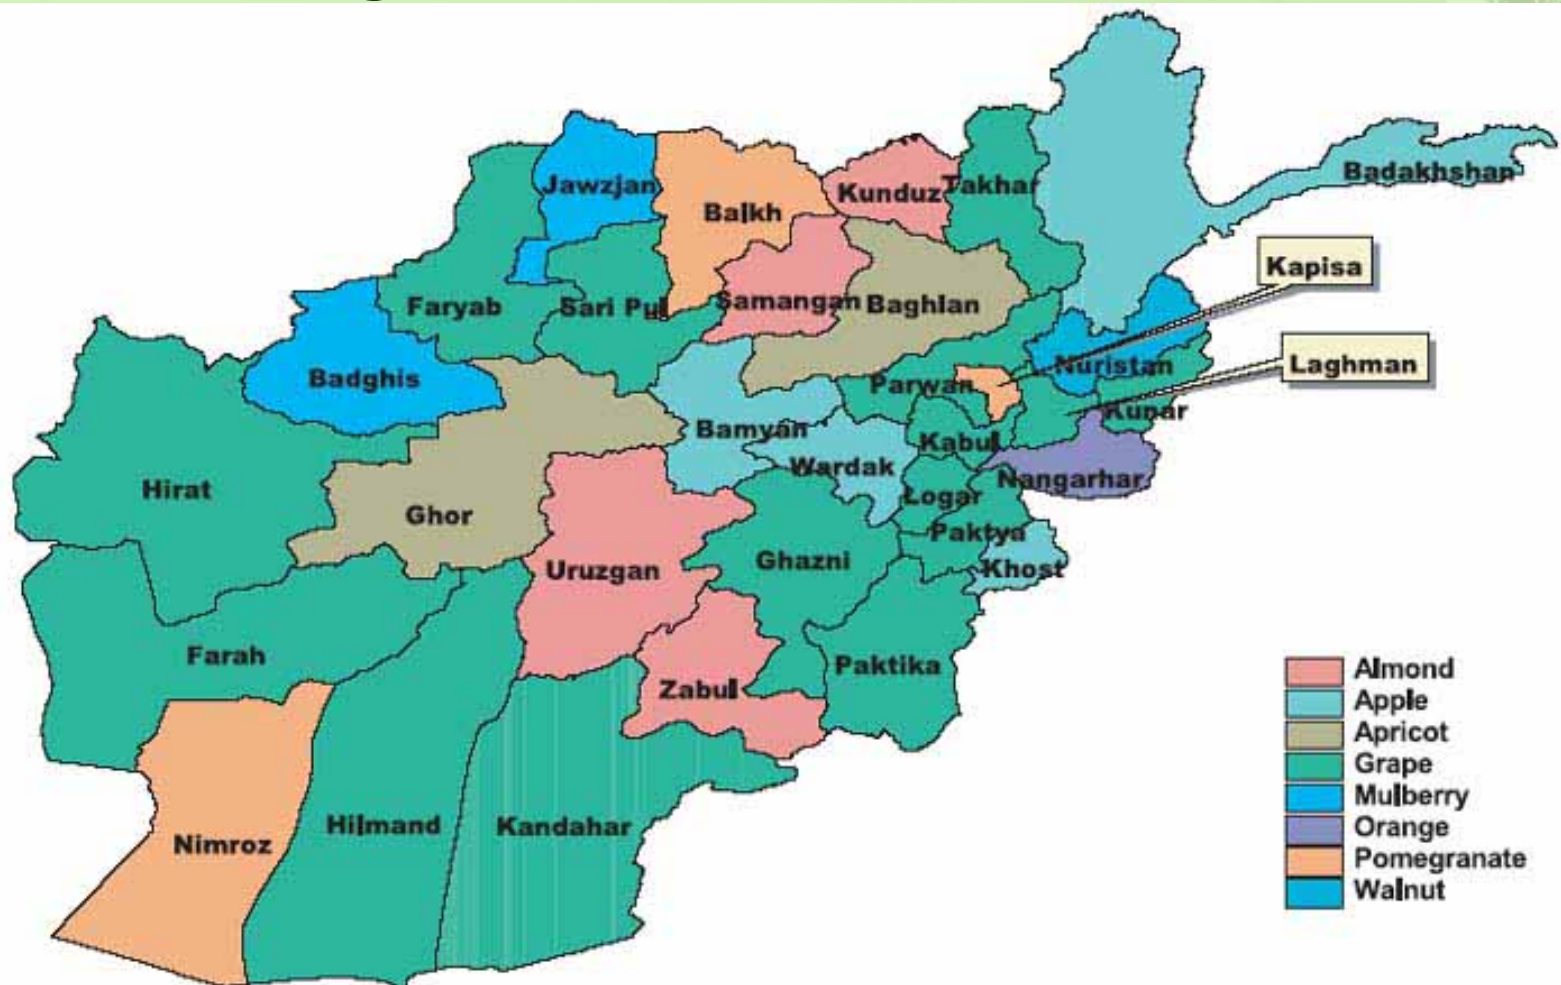 Jawzjan
Balkh
Kunduz
Takhar
Badakhshan
Kapisa
Faryab
Sari Pul
Samangan
Baghlan
Laghman
Badghis
Parwan
Nuristan
Kunar
Bamyan
Kabul
Wardak
Nangarhar
Hirat
Logar
Ghor
Paktya
Uruzgan
Ghazni
Khost
Farah
Paktika
Zabul
Nimroz
Hilmand
Kandahar
Almond
Apple
Apricot
Grape
Mulberry
Orange
Pomegranate
Walnut